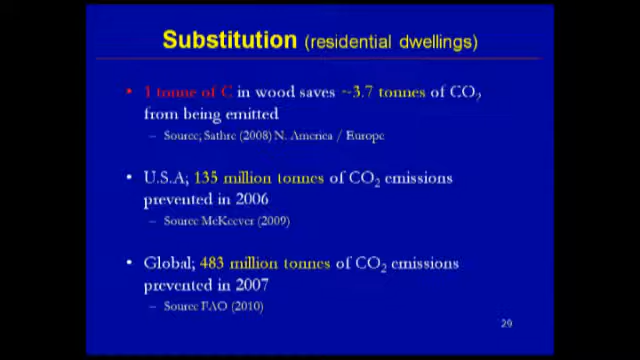 Substitution (residential dwellings)
• 1 tonne of C in wood saves ~3.7 tonnes of CO₂
from being emitted
– Source; Sathre (2008) N. America / Europe
• U.S.A; 135 million tonnes of CO₂ emissions
prevented in 2006
– Source McKeever (2009)
• Global; 483 million tonnes of CO₂ emissions
prevented in 2007
– Source FAO (2010)
29